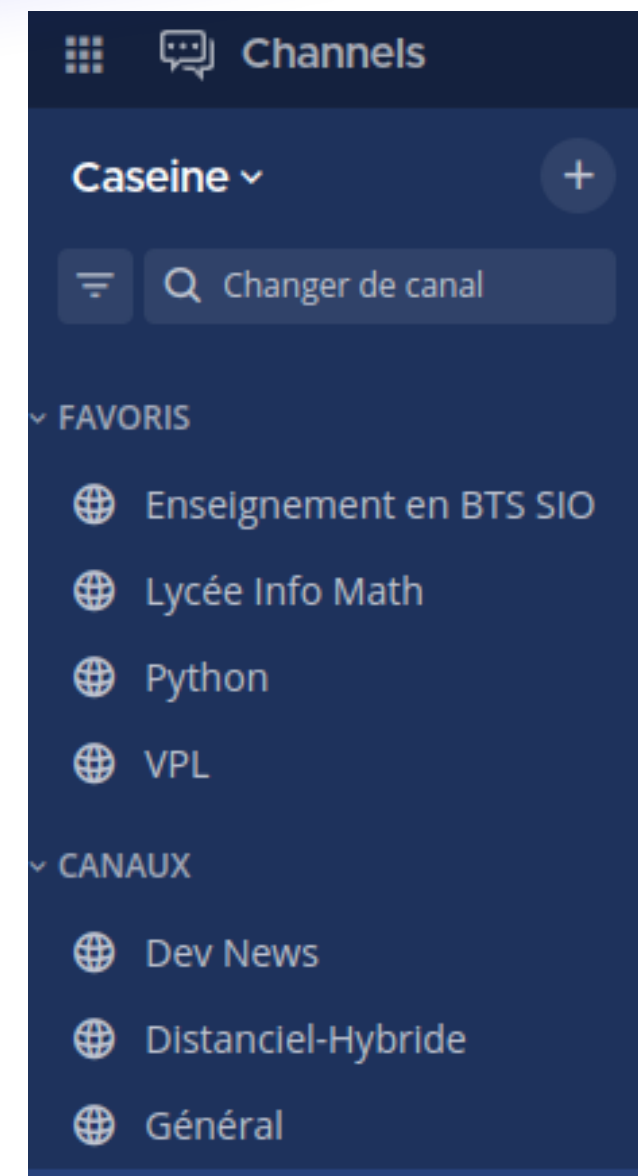 Channels
Caseine
Changer de canal
FAVORIS
Enseignement en BTS SIO
Lycée Info Math
Python
VPL
CANAUX
Dev News
Distanciel-Hybride
Général